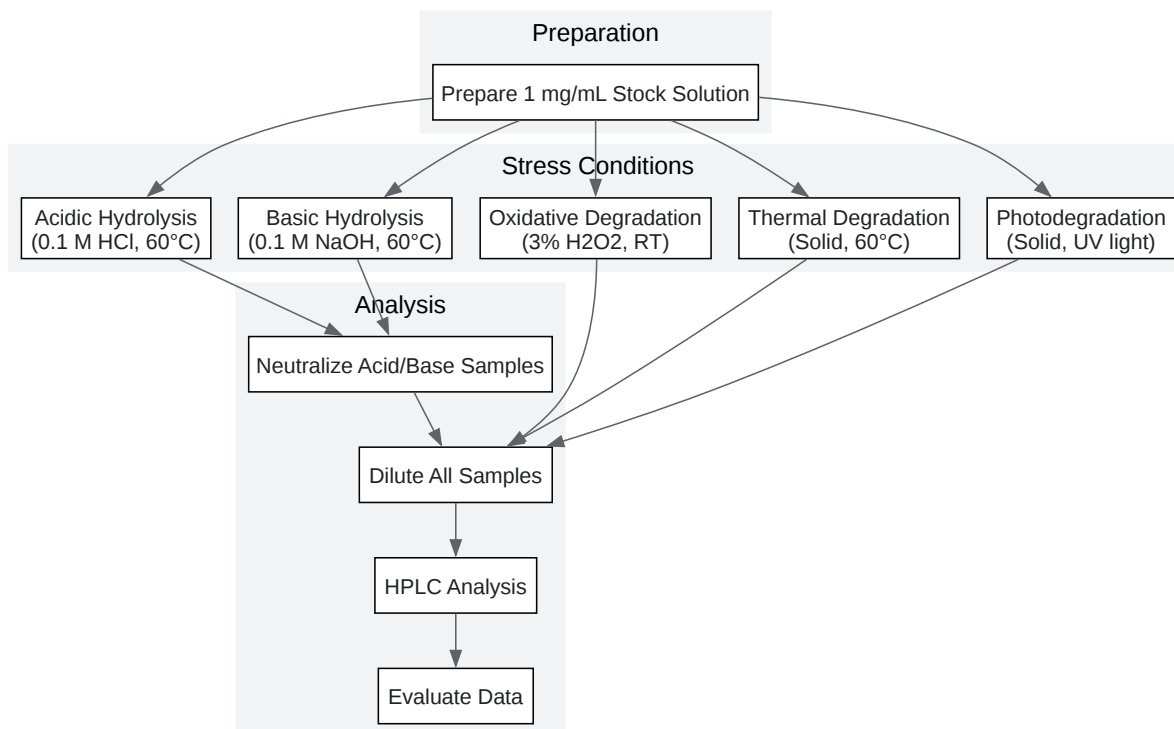 Preparation
Prepare 1 mg/mL Stock Solution
Stress Conditions
Acidic Hydrolysis
(0.1 M HCl, 60°C)
Basic Hydrolysis
(0.1 M NaOH, 60°C)
Oxidative Degradation
(3% H2O2, RT)
Thermal Degradation
(Solid, 60°C)
Photodegradation
(Solid, UV light)
Analysis
Neutralize Acid/Base Samples
Dilute All Samples
HPLC Analysis
Evaluate Data